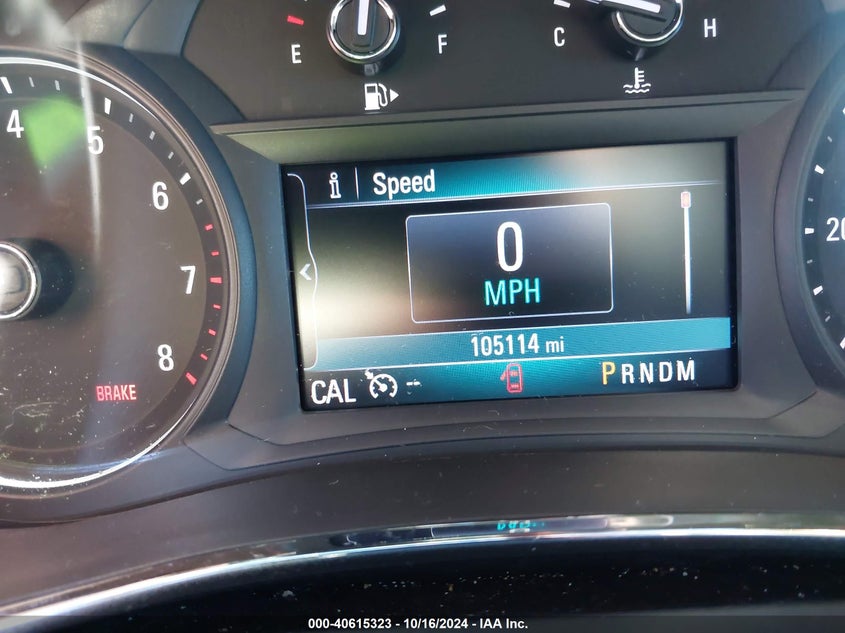 E F C H
4 5 6 7 8
BRAKE
i Speed
0
MPH
105114 mi
CAL -- PRNDM
20
000-40615323 - 10/16/2024 - IAA Inc.